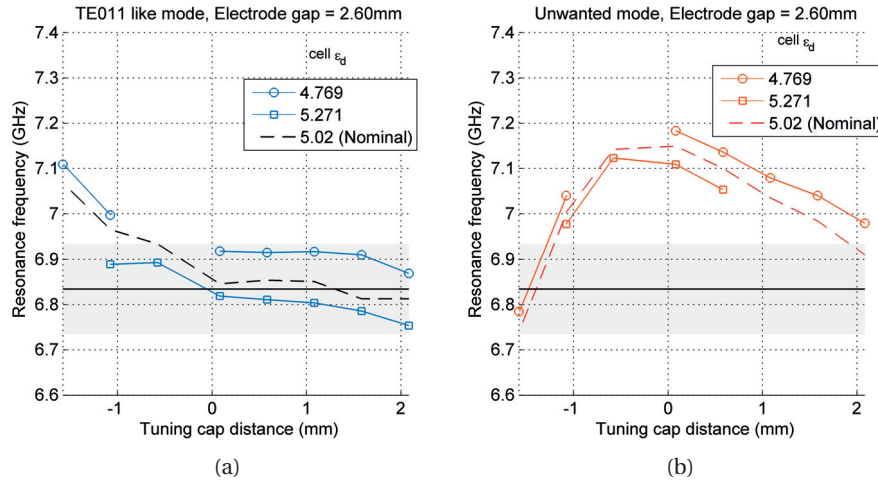 TE011 like mode, Electrode gap = 2.60mm
7.4
7.3
7.2
7.1
7
6.9
6.8
6.7
6.6
Resonance frequency (GHz)
cell εd
4.769
5.271
5.02 (Nominal)
-1
0
1
2
Tuning cap distance (mm)
(a)
Unwanted mode, Electrode gap = 2.60mm
7.4
7.3
7.2
7.1
7
6.9
6.8
6.7
6.6
Resonance frequency (GHz)
cell εd
4.769
5.271
5.02 (Nominal)
-1
0
1
2
Tuning cap distance (mm)
(b)